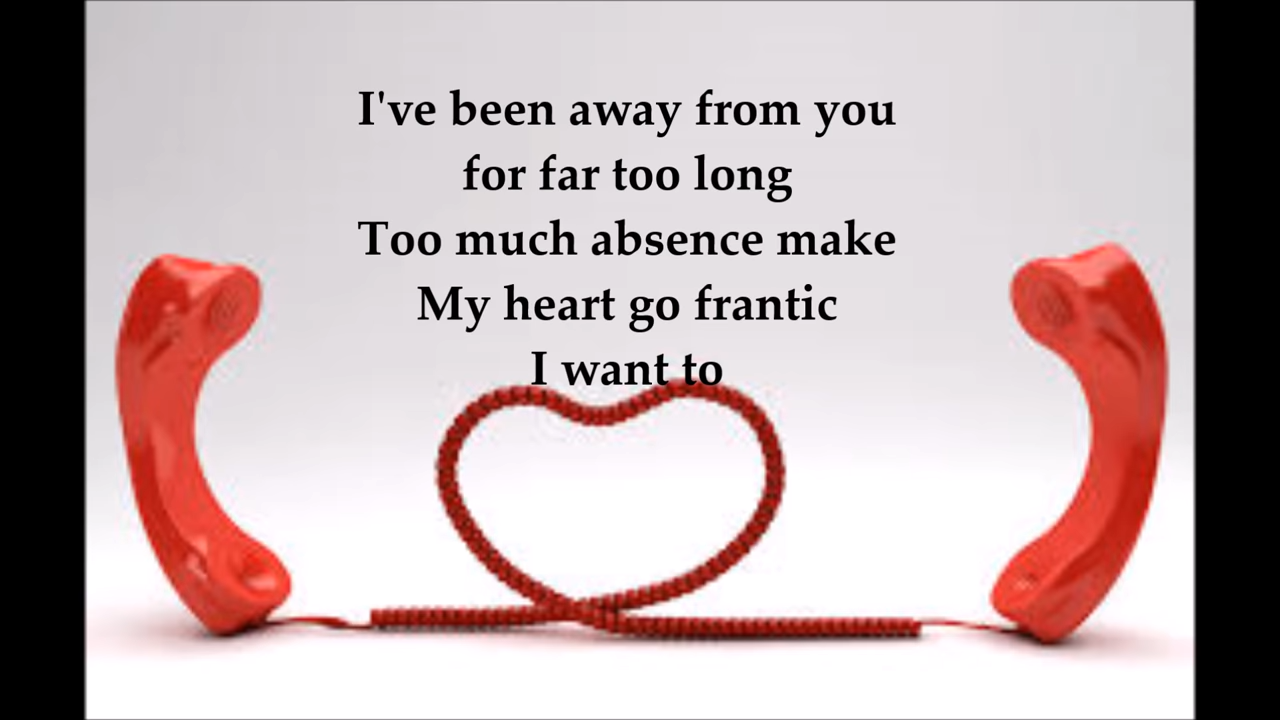 I've been away from you
for far too long
Too much absence make
My heart go frantic
I want to